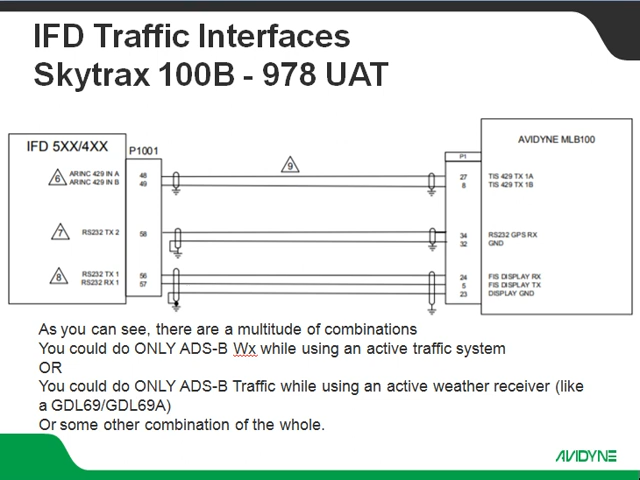 IFD Traffic Interfaces
Skytrax 100B - 978 UAT
IFD 5XX/4XX
P1001
AVIDYNE MLB100
P1
9
6
ARINC 429 IN A
48
27
TIS 429 TX 1A
ARINC 429 IN B
49
8
TIS 429 TX 1B
7
RS232 TX 2
58
34
RS232 GPS RX
32
GND
8
RS232 TX 1
56
24
FIS DISPLAY RX
RS232 RX 1
57
5
FIS DISPLAY TX
23
DISPLAY GND
As you can see, there are a multitude of combinations
You could do ONLY ADS-B Wx while using an active traffic system
OR
You could do ONLY ADS-B Traffic while using an active weather receiver (like
a GDL69/GDL69A)
Or some other combination of the whole.
AVIDYNE